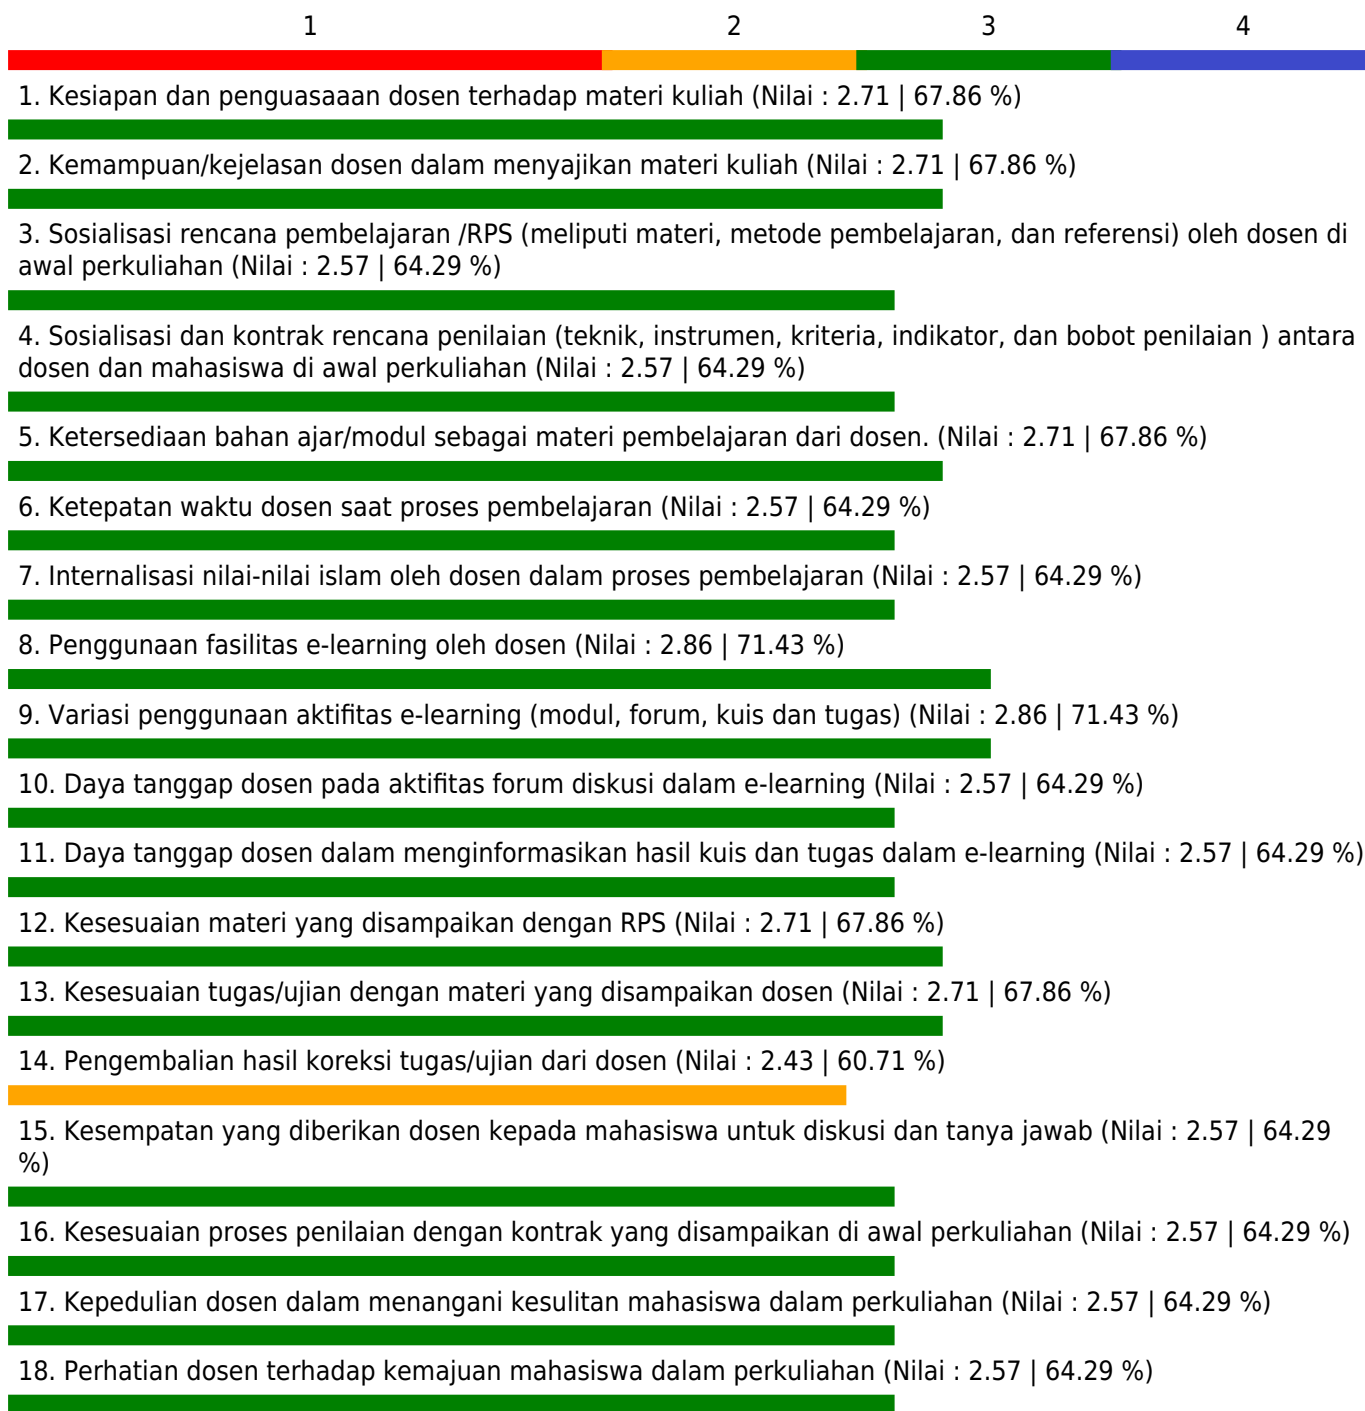 1 2 3 4
1. Kesiapan dan penguasaaan dosen terhadap materi kuliah (Nilai : 2.71 | 67.86 %)
2. Kemampuan/kejelasan dosen dalam menyajikan materi kuliah (Nilai : 2.71 | 67.86 %)
3. Sosialisasi rencana pembelajaran /RPS (meliputi materi, metode pembelajaran, dan referensi) oleh dosen di
awal perkuliahan (Nilai : 2.57 | 64.29 %)
4. Sosialisasi dan kontrak rencana penilaian (teknik, instrumen, kriteria, indikator, dan bobot penilaian ) antara
dosen dan mahasiswa di awal perkuliahan (Nilai : 2.57 | 64.29 %)
5. Ketersediaan bahan ajar/modul sebagai materi pembelajaran dari dosen. (Nilai : 2.71 | 67.86 %)
6. Ketepatan waktu dosen saat proses pembelajaran (Nilai : 2.57 | 64.29 %)
7. Internalisasi nilai-nilai islam oleh dosen dalam proses pembelajaran (Nilai : 2.57 | 64.29 %)
8. Penggunaan fasilitas e-learning oleh dosen (Nilai : 2.86 | 71.43 %)
9. Variasi penggunaan aktifitas e-learning (modul, forum, kuis dan tugas) (Nilai : 2.86 | 71.43 %)
10. Daya tanggap dosen pada aktifitas forum diskusi dalam e-learning (Nilai : 2.57 | 64.29 %)
11. Daya tanggap dosen dalam menginformasikan hasil kuis dan tugas dalam e-learning (Nilai : 2.57 | 64.29 %)
12. Kesesuaian materi yang disampaikan dengan RPS (Nilai : 2.71 | 67.86 %)
13. Kesesuaian tugas/ujian dengan materi yang disampaikan dosen (Nilai : 2.71 | 67.86 %)
14. Pengembalian hasil koreksi tugas/ujian dari dosen (Nilai : 2.43 | 60.71 %)
15. Kesempatan yang diberikan dosen kepada mahasiswa untuk diskusi dan tanya jawab (Nilai : 2.57 | 64.29
%)
16. Kesesuaian proses penilaian dengan kontrak yang disampaikan di awal perkuliahan (Nilai : 2.57 | 64.29 %)
17. Kepedulian dosen dalam menangani kesulitan mahasiswa dalam perkuliahan (Nilai : 2.57 | 64.29 %)
18. Perhatian dosen terhadap kemajuan mahasiswa dalam perkuliahan (Nilai : 2.57 | 64.29 %)